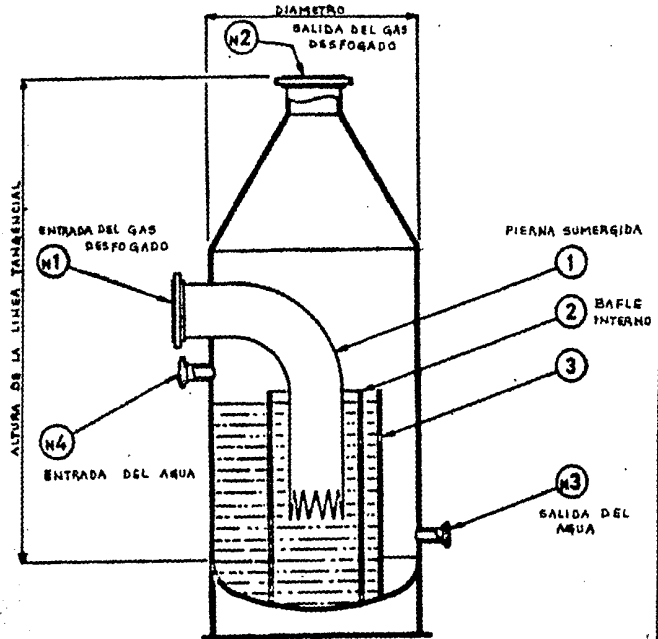 DIAMETRO
N2
SALIDA DEL GAS
DESFOGADO
ALTURA DE LA LINEA TANGENCIAL
ENTRADA DEL GAS
DESFOGADO
N1
PIERNA SUMERGIDA
1
2
BAFLE
INTERNO
3
N4
ENTRADA DEL AQUA
N3
SALIDA DEL
AGUA